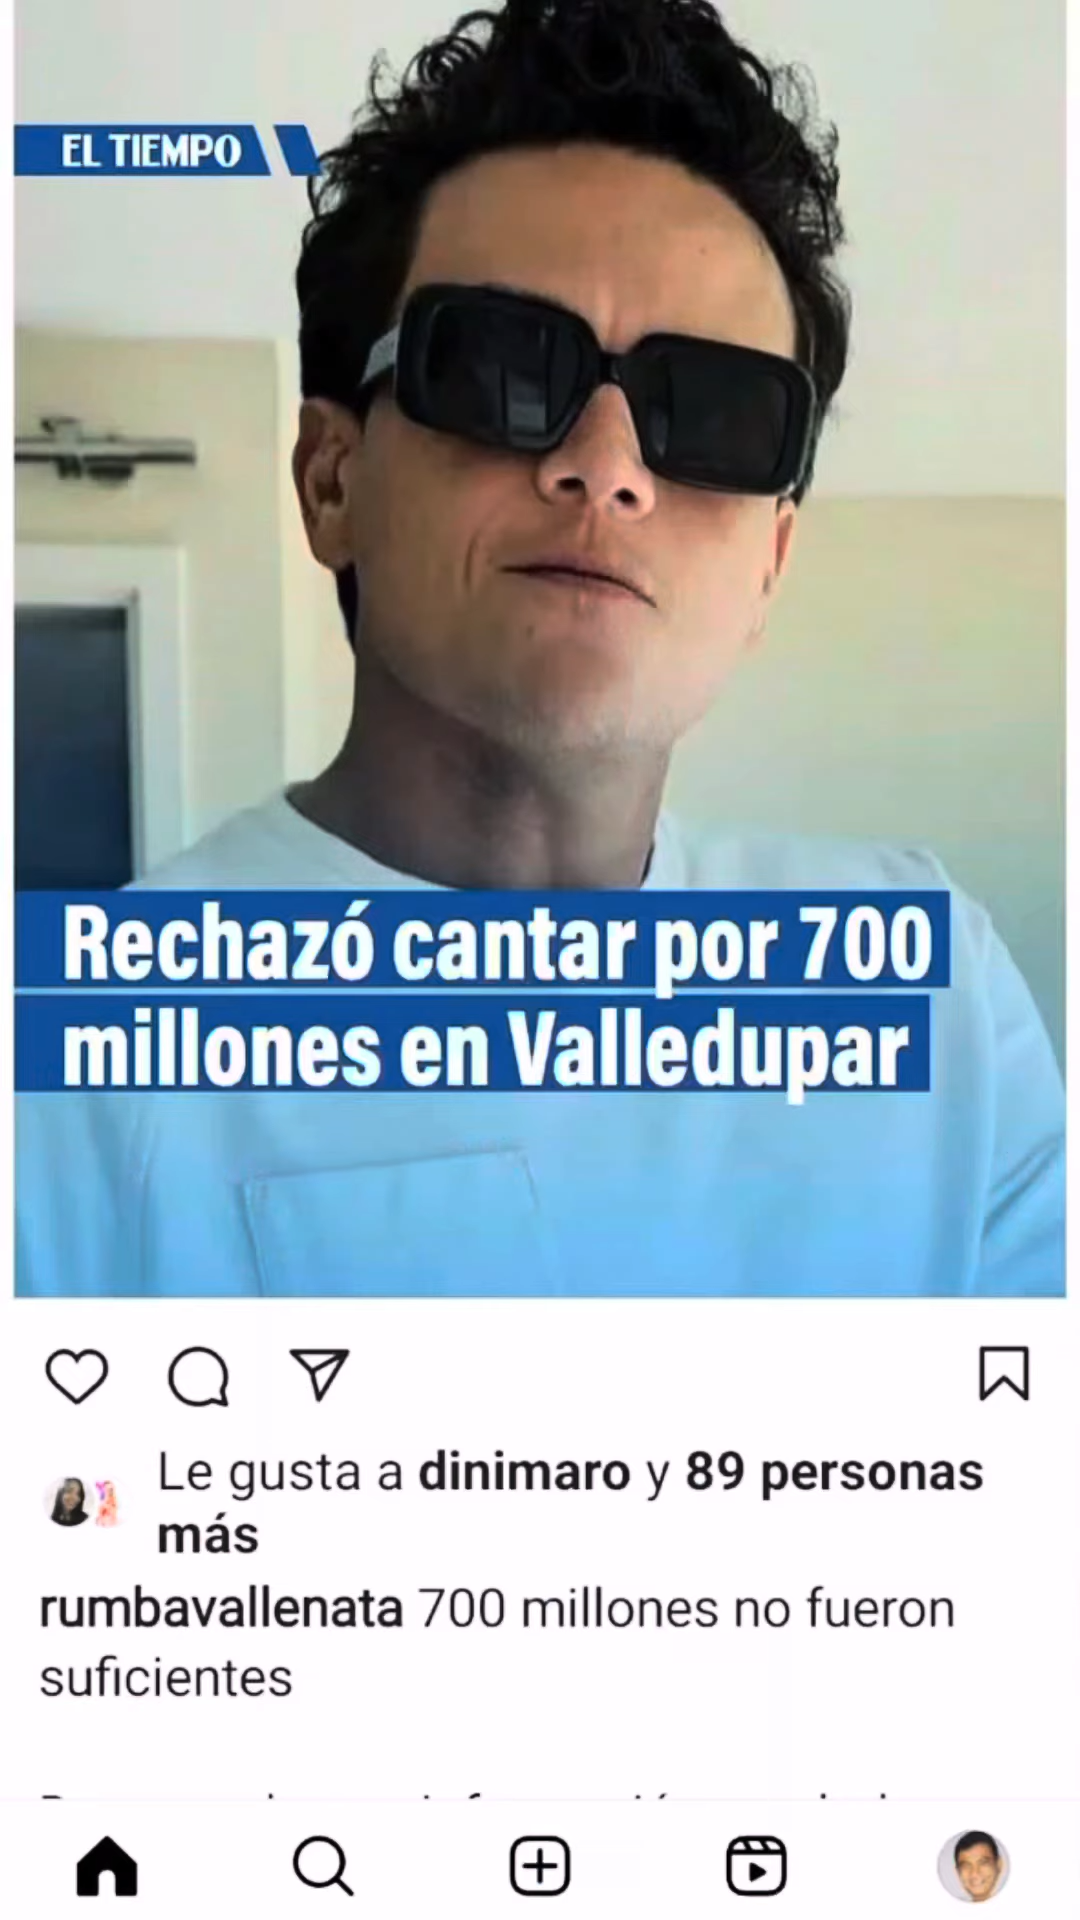 EL TIEMPO
Rechazó cantar por 700
millones en Valledupar
Le gusta a dinimaro y 89 personas
más
rumbavallenata 700 millones no fueron
suficientes